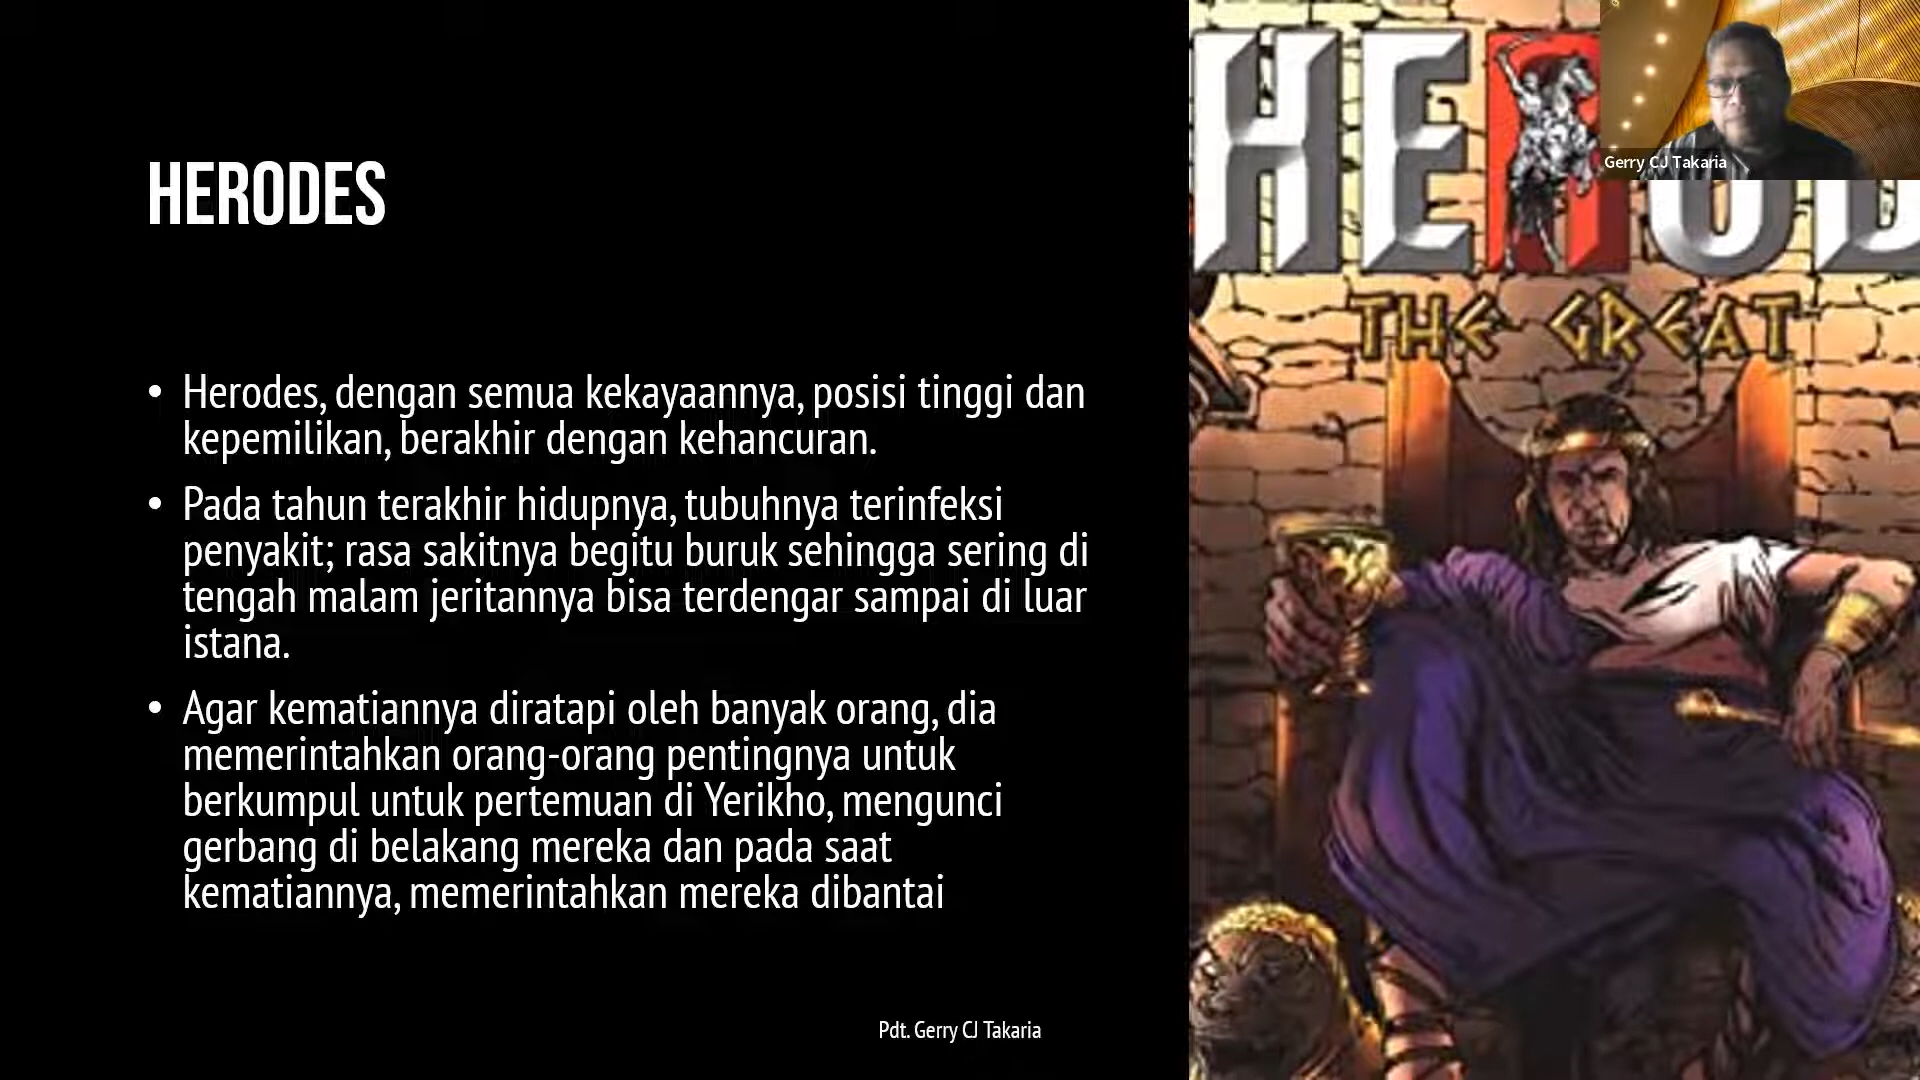 HERODES
• Herodes, dengan semua kekayaannya, posisi tinggi dan
kepemilikan, berakhir dengan kehancuran.
• Pada tahun terakhir hidupnya, tubuhnya terinfeksi
penyakit; rasa sakitnya begitu buruk sehingga sering di
tengah malam jeritannya bisa terdengar sampai di luar
istana.
• Agar kematiannya diratapi oleh banyak orang, dia
memerintahkan orang-orang pentingnya untuk
berkumpul untuk pertemuan di Yerikho, mengunci
gerbang di belakang mereka dan pada saat
kematiannya, memerintahkan mereka dibantai
Pdt. Gerry CJ Takaria
HEROD
THE GREAT
Gerry CJ Takaria